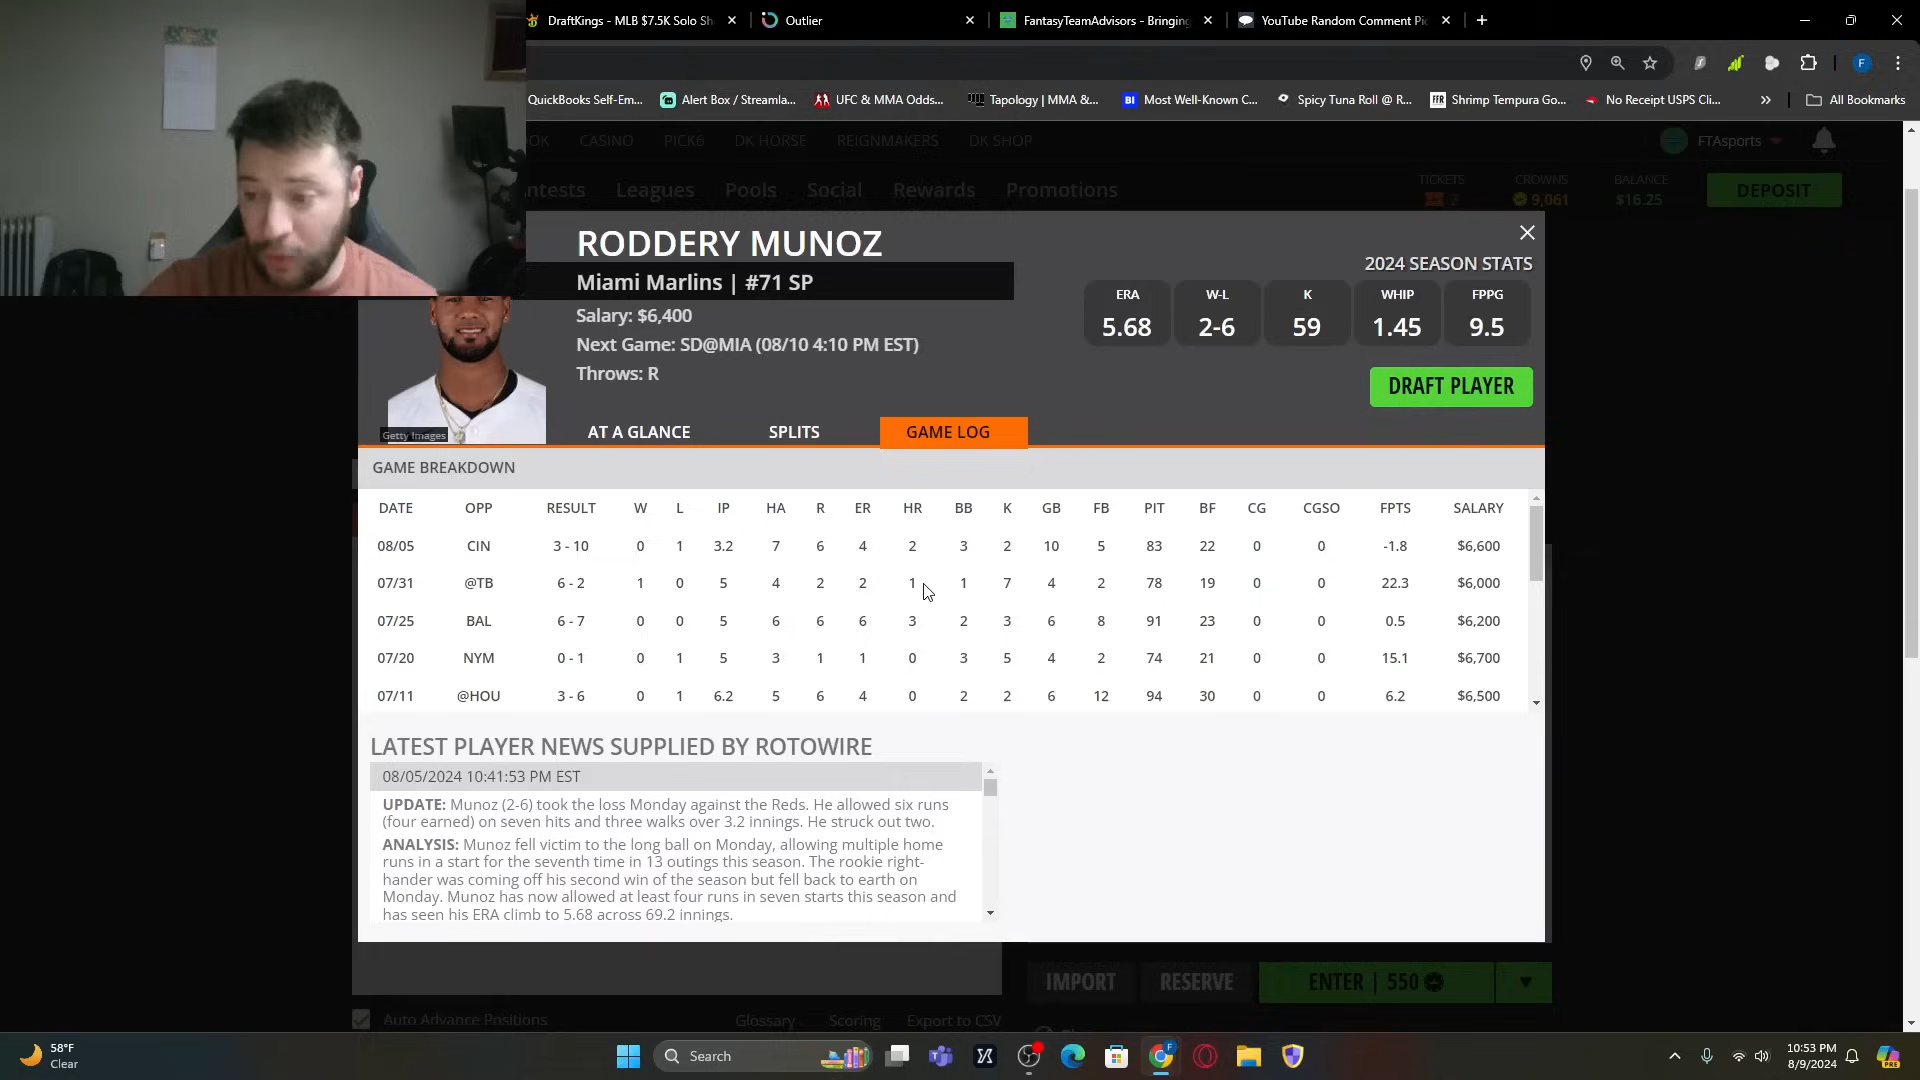 DraftKings - MLB $7.5K Solo Sh
Outlier
FantasyTeamAdvisors - Bringing
YouTube Random Comment Pic
QuickBooks Self-Em...
Alert Box / Streamla...
UFC & MMA Odds...
Tapology | MMA &...
BI Most Well-Known C...
Spicy Tuna Roll @ R...
FFR Shrimp Tempura Go...
No Receipt USPS Cli...
All Bookmarks
OK CASINO PICK6 DK HORSE REIGNMAKERS DK SHOP
FTAsports
ntests Leagues Pools Social Rewards Promotions
TICKETS CROWNS BALANCE
2 9,061 $16.25
DEPOSIT
RODDERY MUNOZ
Miami Marlins | #71 SP
Salary: $6,400
Next Game: SD@MIA (08/10 4:10 PM EST)
Throws: R
2024 SEASON STATS
ERA W-L K WHIP FPPG
5.68 2-6 59 1.45 9.5
DRAFT PLAYER
Getty Images
AT A GLANCE SPLITS GAME LOG
GAME BREAKDOWN
DATE OPP RESULT W L IP HA R ER HR BB K GB FB PIT BF CG CGSO FPTS SALARY
08/05 CIN 3 - 10 0 1 3.2 7 6 4 2 3 2 10 5 83 22 0 0 -1.8 $6,600
07/31 @TB 6 - 2 1 0 5 4 2 2 1 1 7 4 2 78 19 0 0 22.3 $6,000
07/25 BAL 6 - 7 0 0 5 6 6 6 3 2 3 6 8 91 23 0 0 0.5 $6,200
07/20 NYM 0 - 1 0 1 5 3 1 1 0 3 5 4 2 74 21 0 0 15.1 $6,700
07/11 @HOU 3 - 6 0 1 6.2 5 6 4 0 2 2 6 12 94 30 0 0 6.2 $6,500
LATEST PLAYER NEWS SUPPLIED BY ROTOWIRE
08/05/2024 10:41:53 PM EST
UPDATE: Munoz (2-6) took the loss Monday against the Reds. He allowed six runs
(four earned) on seven hits and three walks over 3.2 innings. He struck out two.
ANALYSIS: Munoz fell victim to the long ball on Monday, allowing multiple home
runs in a start for the seventh time in 13 outings this season. The rookie right-
hander was coming off his second win of the season but fell back to earth on
Monday. Munoz has now allowed at least four runs in seven starts this season and
has seen his ERA climb to 5.68 across 69.2 innings.
IMPORT RESERVE ENTER | 550
Auto Advance Positions Glossary Scoring Export to CSV
58°F
Clear
Search
10:53 PM
8/9/2024